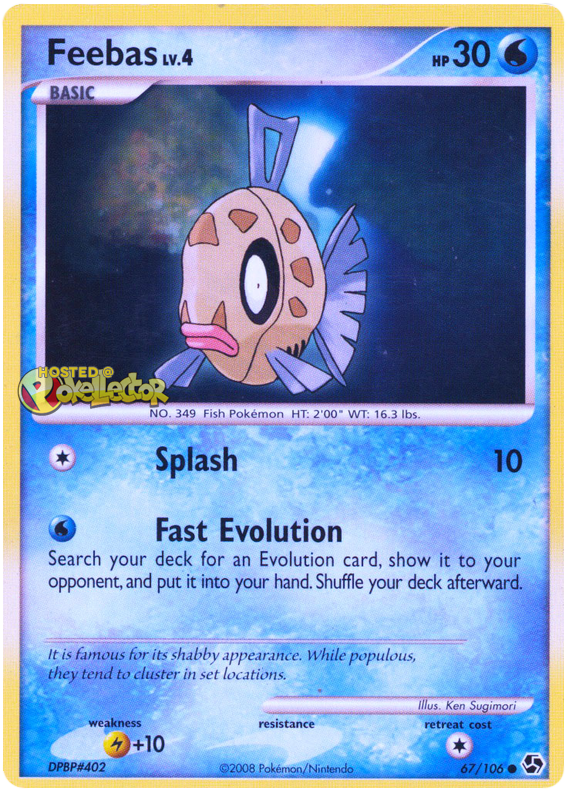 Feebas LV.4
HP 30
BASIC
HOSTED @
Pokellector
NO. 349 Fish Pokémon HT: 2'00" WT: 16.3 lbs.
Splash 10
Fast Evolution
Search your deck for an Evolution card, show it to your
opponent, and put it into your hand. Shuffle your deck afterward.
It is famous for its shabby appearance. While populous,
they tend to cluster in set locations.
Illus. Ken Sugimori
weakness resistance retreat cost
+10
DPBP#402 ©2008 Pokémon/Nintendo 67/106